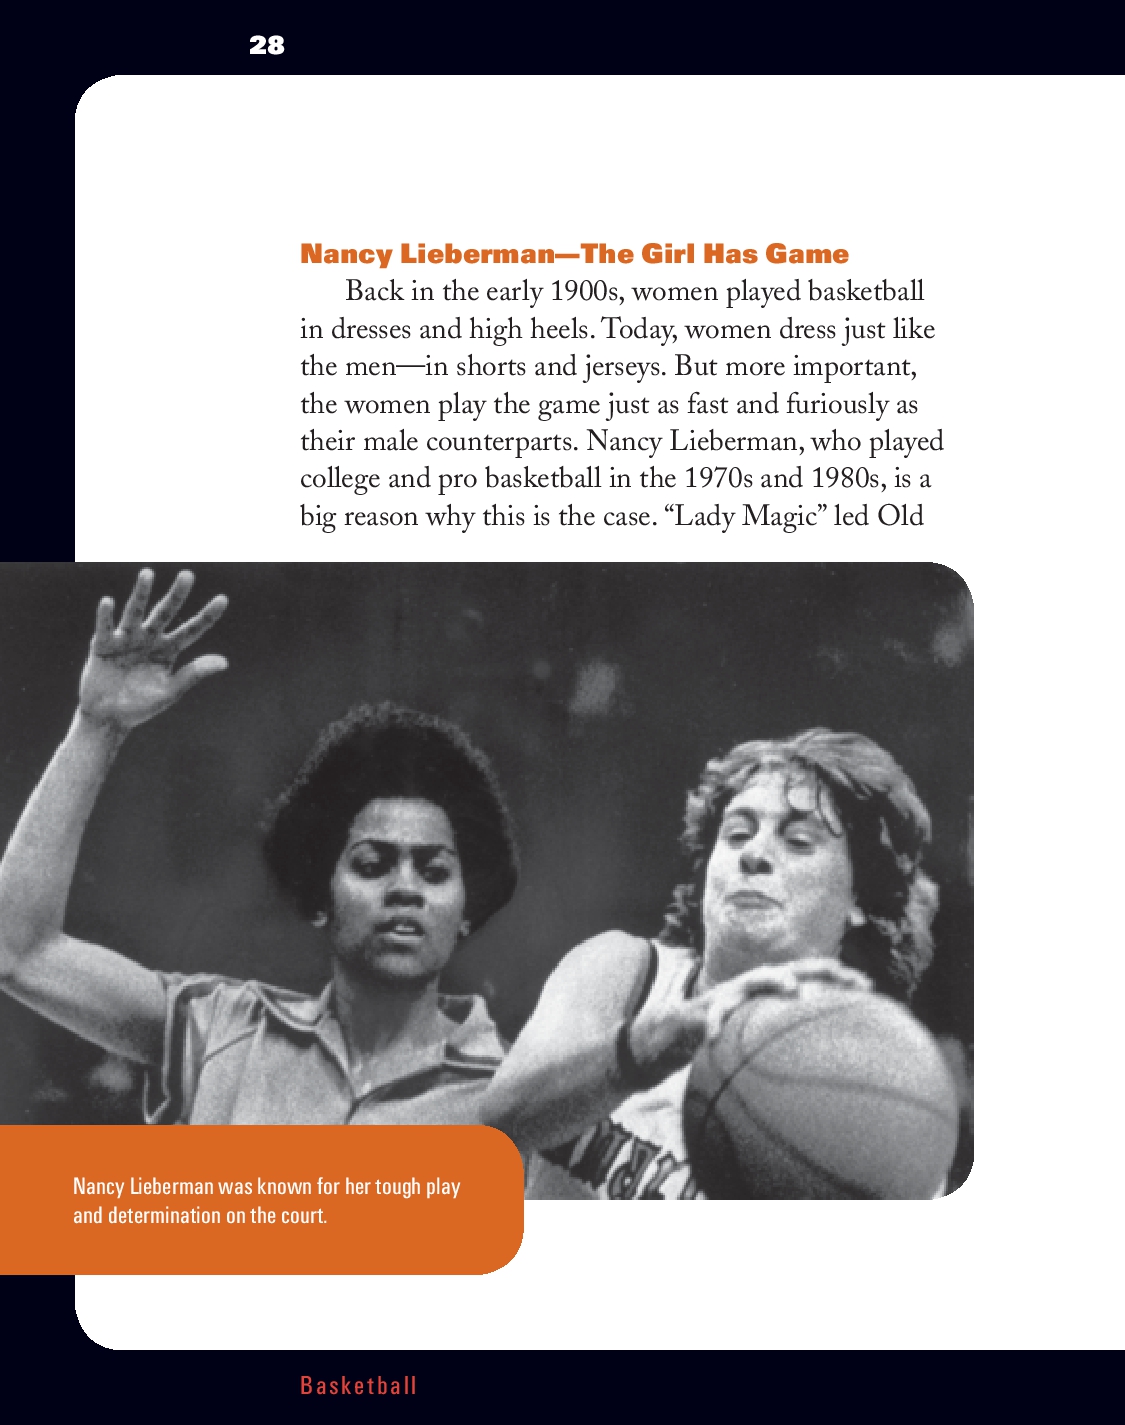 28
Nancy Lieberman—The Girl Has Game
Back in the early 1900s, women played basketball
in dresses and high heels. Today, women dress just like
the men—in shorts and jerseys. But more important,
the women play the game just as fast and furiously as
their male counterparts. Nancy Lieberman, who played
college and pro basketball in the 1970s and 1980s, is a
big reason why this is the case. “Lady Magic” led Old
Nancy Lieberman was known for her tough play
and determination on the court.
Basketball